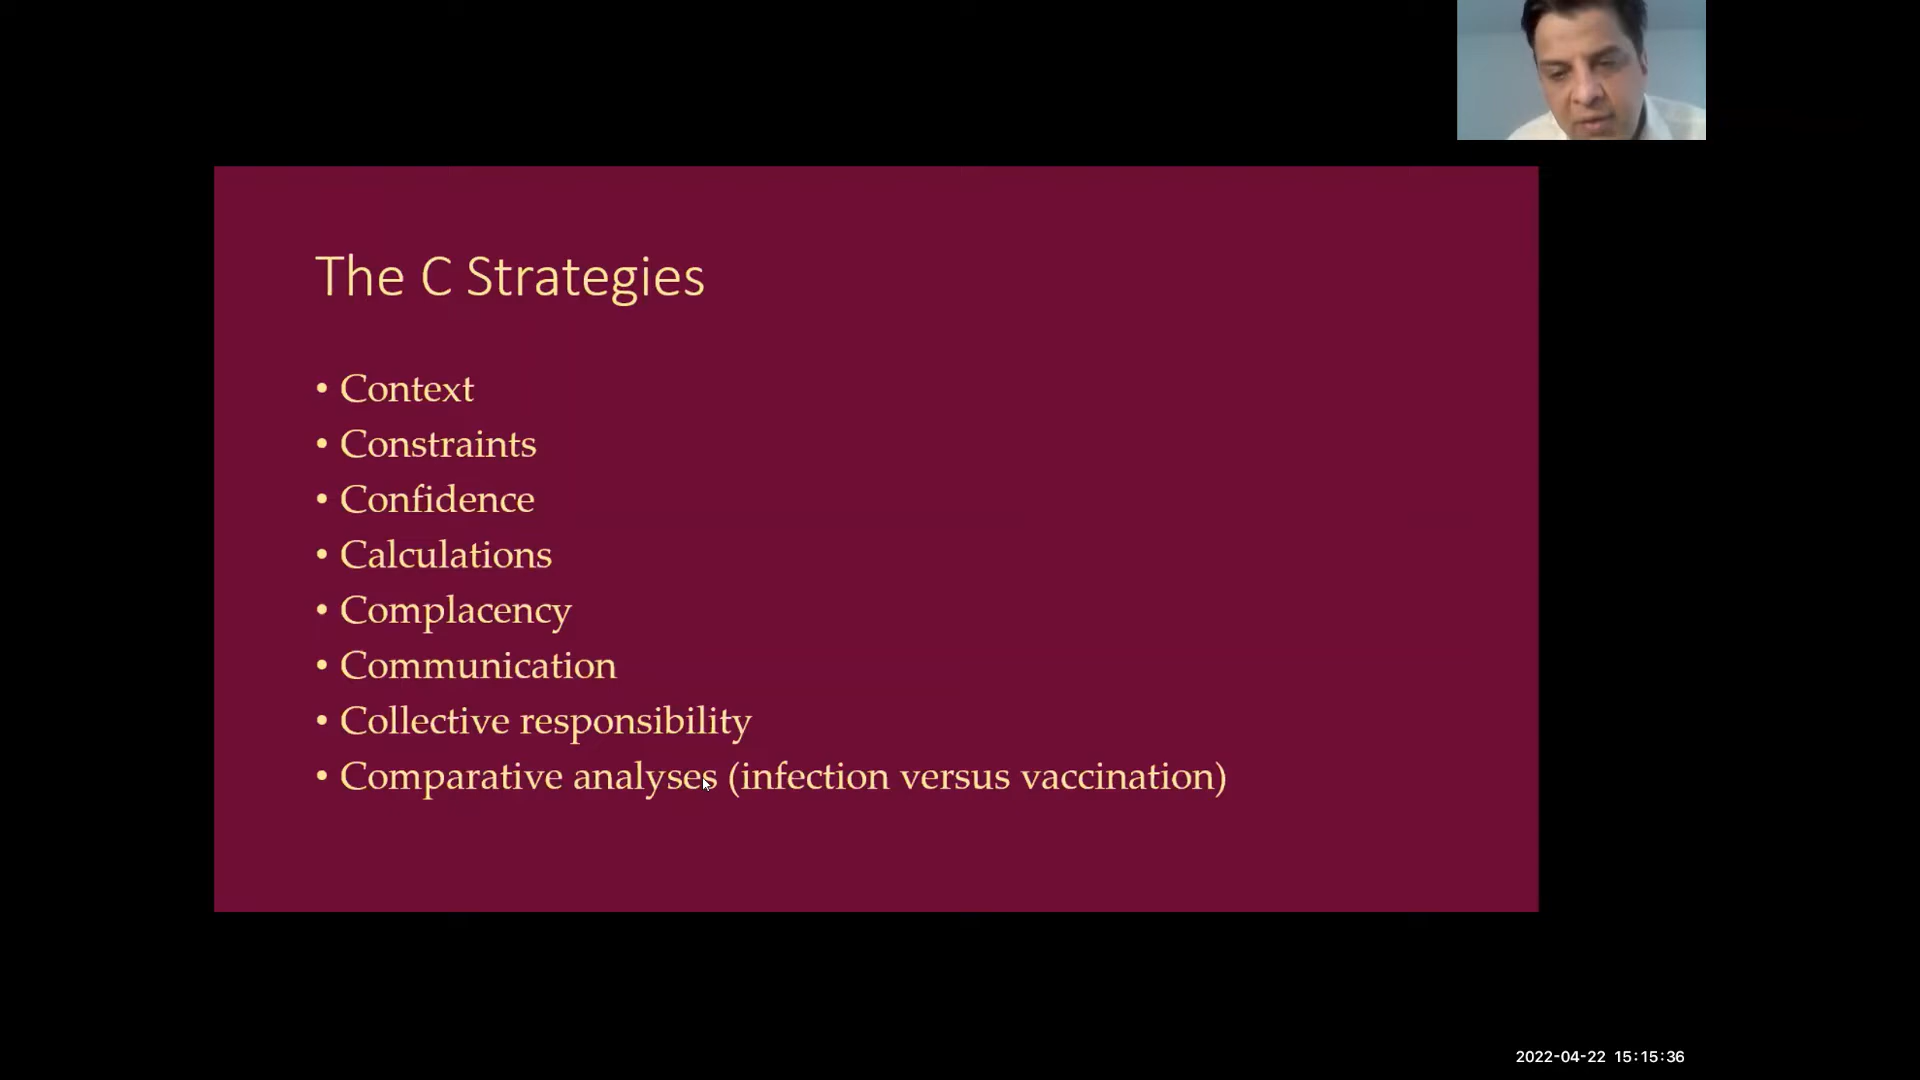 The C Strategies
• Context
• Constraints
• Confidence
• Calculations
• Complacency
• Communication
• Collective responsibility
• Comparative analyses (infection versus vaccination)
2022-04-22 15:15:36